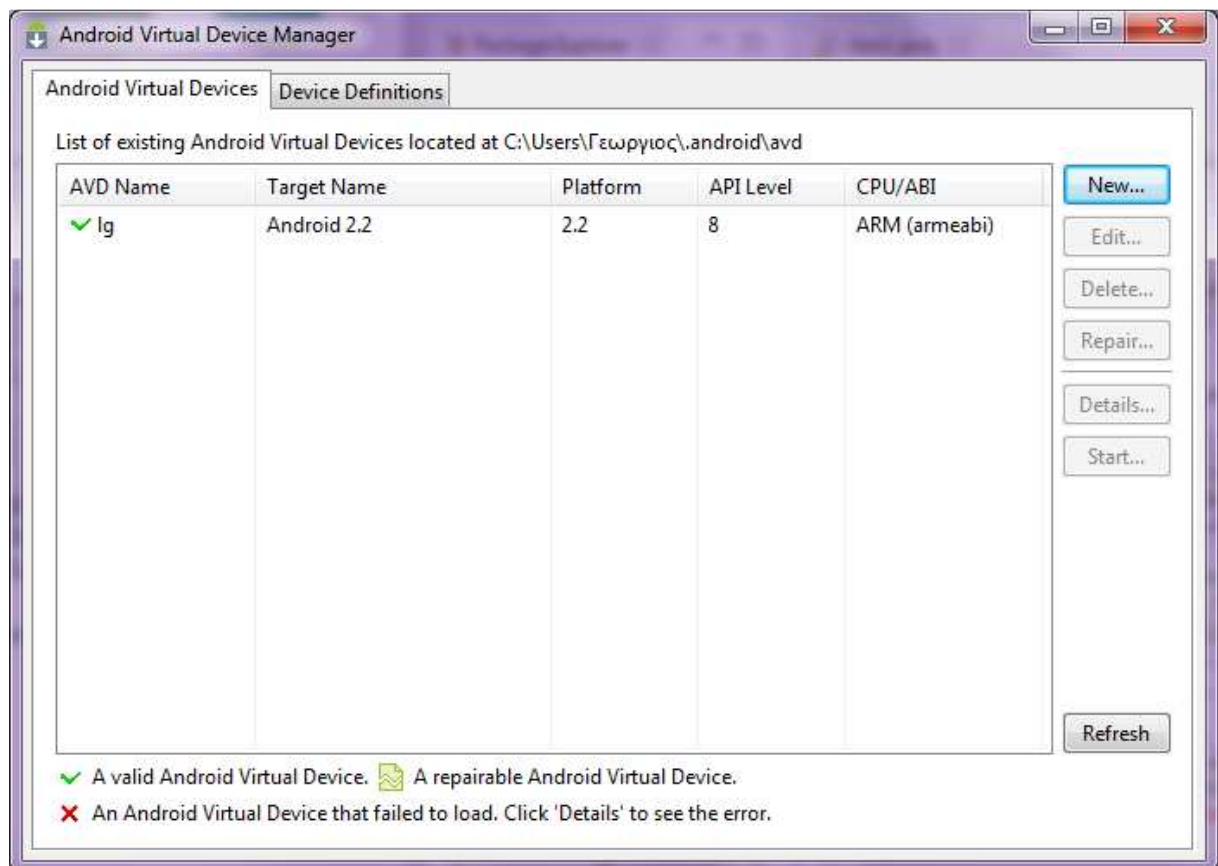 Android Virtual Device Manager
Android Virtual Devices
Device Definitions
List of existing Android Virtual Devices located at C:\Users\Γεωργιος\.android\avd
AVD Name Target Name Platform API Level CPU/ABI
lg Android 2.2 2.2 8 ARM (armeabi)
New...
Edit...
Delete...
Repair...
Details...
Start...
Refresh
A valid Android Virtual Device. A repairable Android Virtual Device.
An Android Virtual Device that failed to load. Click 'Details' to see the error.